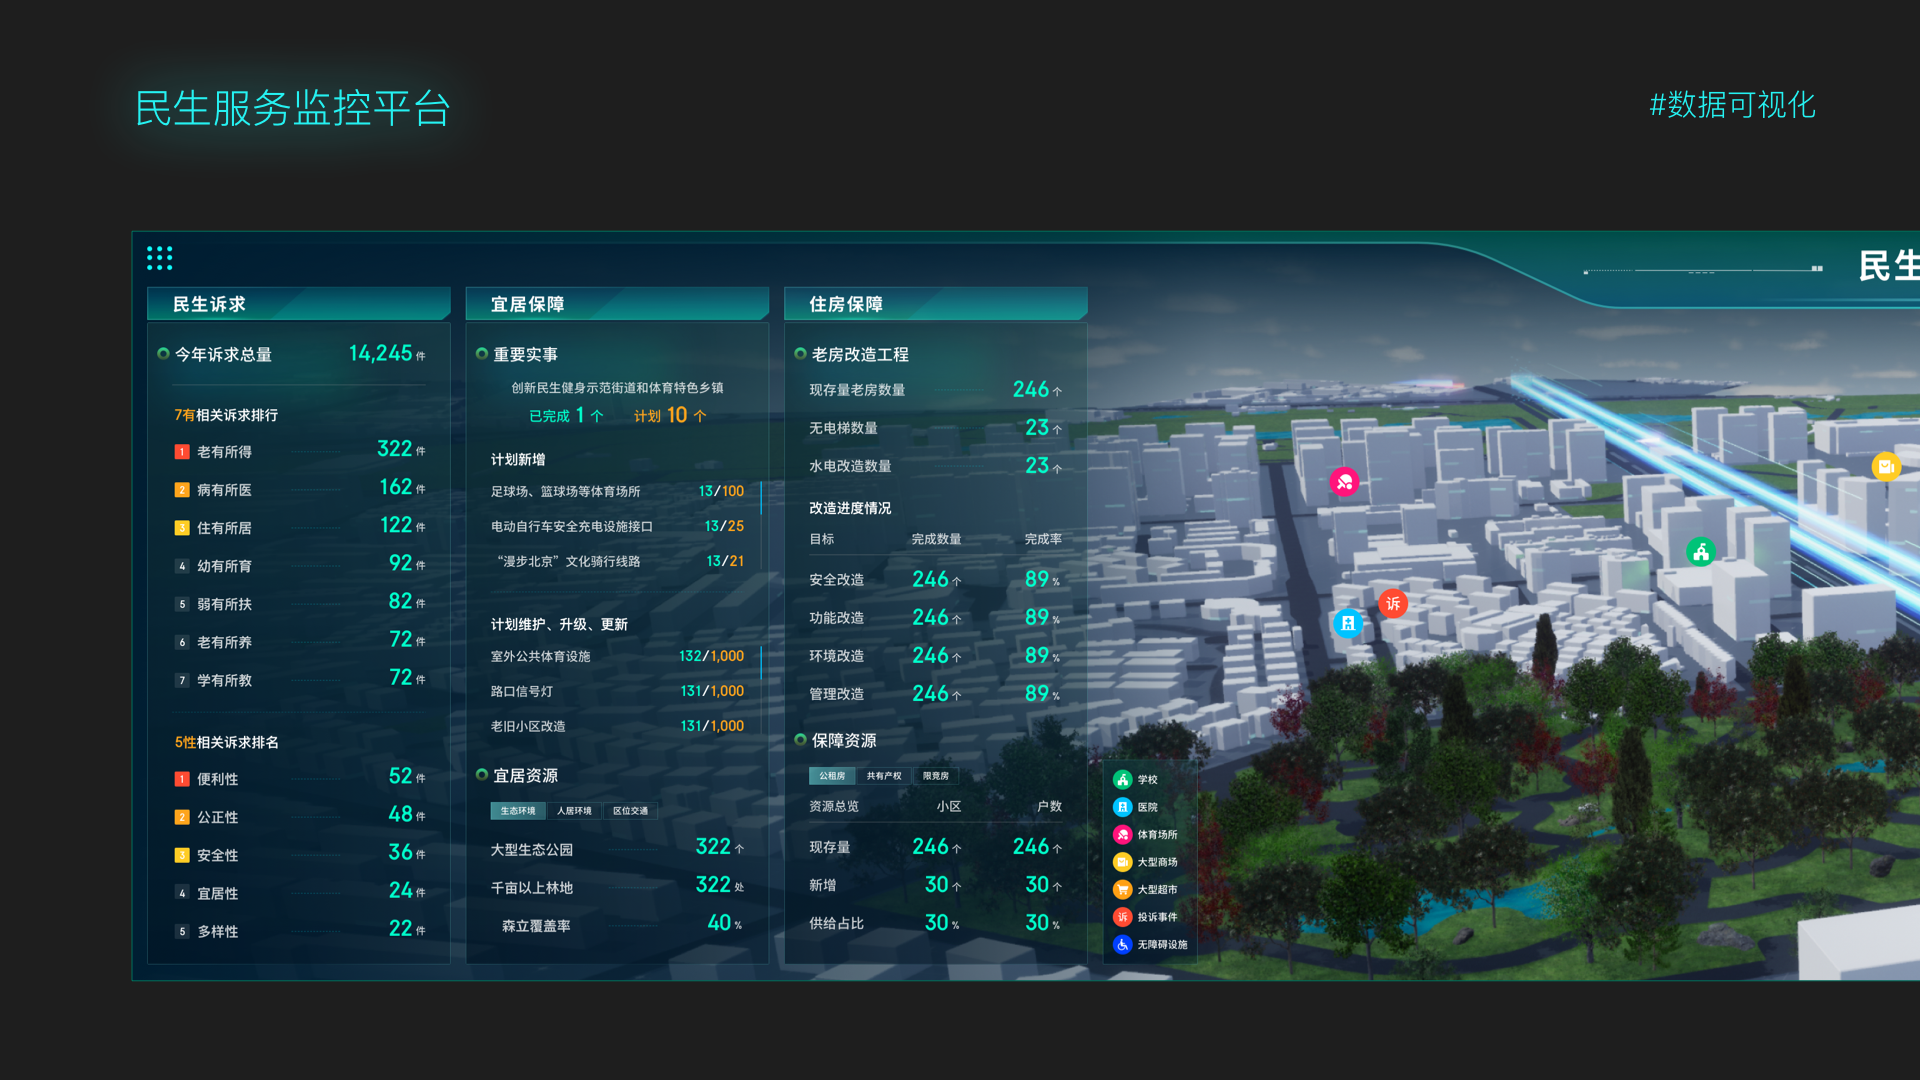 民生服务监控平台
#数据可视化
民生
民生诉求
今年诉求总量 14,245 件
7有相关诉求排行
1 老有所得 322 件
2 病有所医 162 件
3 住有所居 122 件
4 幼有所育 92 件
5 弱有所扶 82 件
6 老有所养 72 件
7 学有所教 72 件
5性相关诉求排名
1 便利性 52 件
2 公正性 48 件
3 安全性 36 件
4 宜居性 24 件
5 多样性 22 件
宜居保障
重要实事
创新民生健身示范街道和体育特色乡镇
已完成 1 个 计划 10 个
计划新增
足球场、篮球场等体育场所 13/100
电动自行车安全充电设施接口 13/25
“漫步北京”文化骑行线路 13/21
计划维护、升级、更新
室外公共体育设施 132/1,000
路口信号灯 131/1,000
老旧小区改造 131/1,000
宜居资源
生态环境 人居环境 区位交通
大型生态公园 322 个
千亩以上林地 322 处
森立覆盖率 40 %
住房保障
老房改造工程
现存量老房数量 246 个
无电梯数量 23 个
水电改造数量 23 个
改造进度情况
目标 完成数量 完成率
安全改造 246 个 89 %
功能改造 246 个 89 %
环境改造 246 个 89 %
管理改造 246 个 89 %
保障资源
公租房 共有产权 限竞房
资源总览 小区 户数
现存量 246 个 246 个
新增 30 个 30 个
供给占比 30 % 30 %
诉
学校
医院
体育场所
大型商场
大型超市
诉 投诉事件
无障碍设施